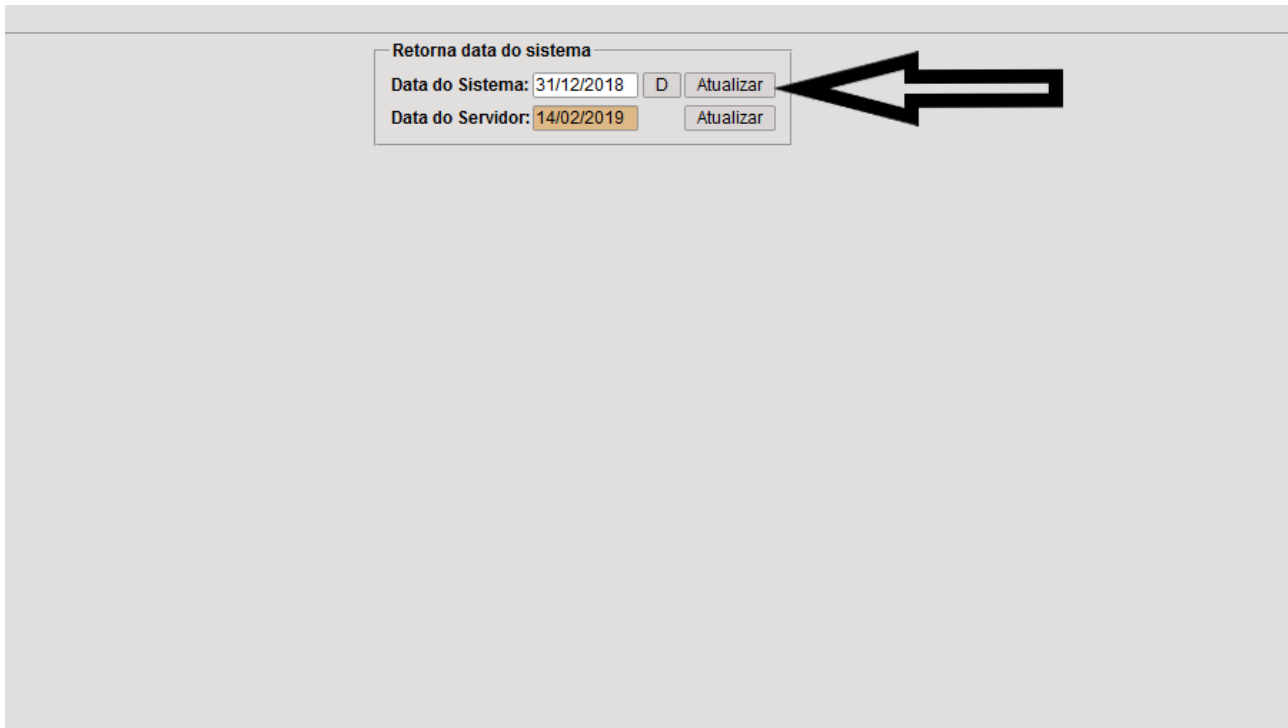 Retorna data do sistema
Data do Sistema: 31/12/2018 D Atualizar
Data do Servidor: 14/02/2019 Atualizar